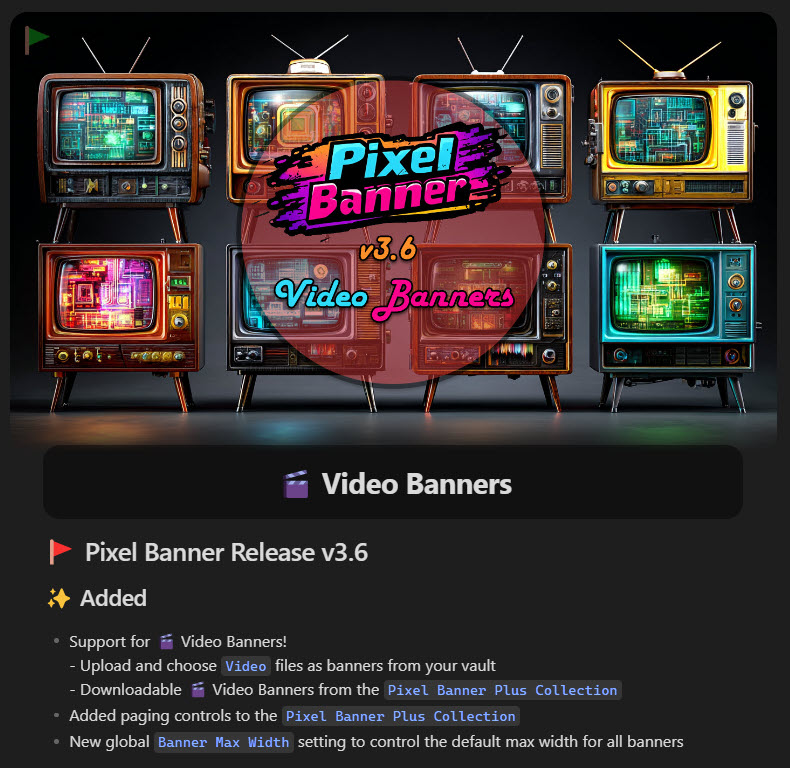 Pixel
Banner
v3.6
Video Banners
🎬 Video Banners
🚩 Pixel Banner Release v3.6
✨ Added
• Support for 🎬 Video Banners!
- Upload and choose Video files as banners from your vault
- Downloadable 🎬 Video Banners from the Pixel Banner Plus Collection
• Added paging controls to the Pixel Banner Plus Collection
• New global Banner Max Width setting to control the default max width for all banners